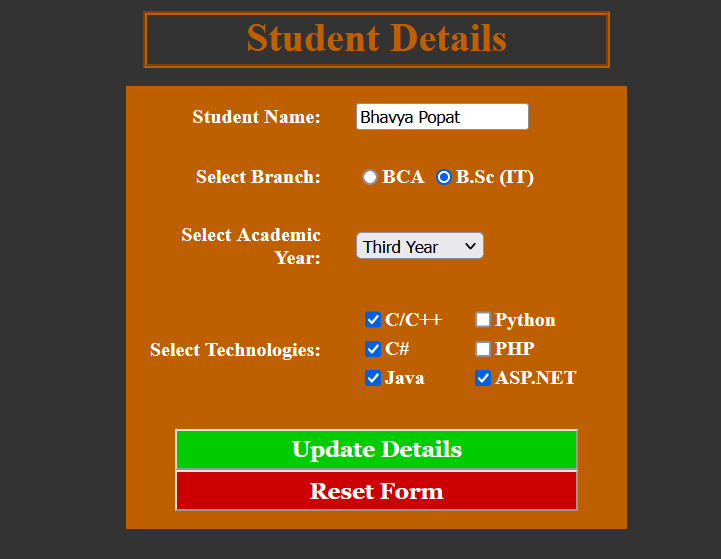 Student Details
Student Name: Bhavya Popat
Select Branch: BCA B.Sc (IT)
Select Academic
Year: Third Year
C/C++ Python
Select Technologies: C# PHP
Java ASP.NET
Update Details
Reset Form